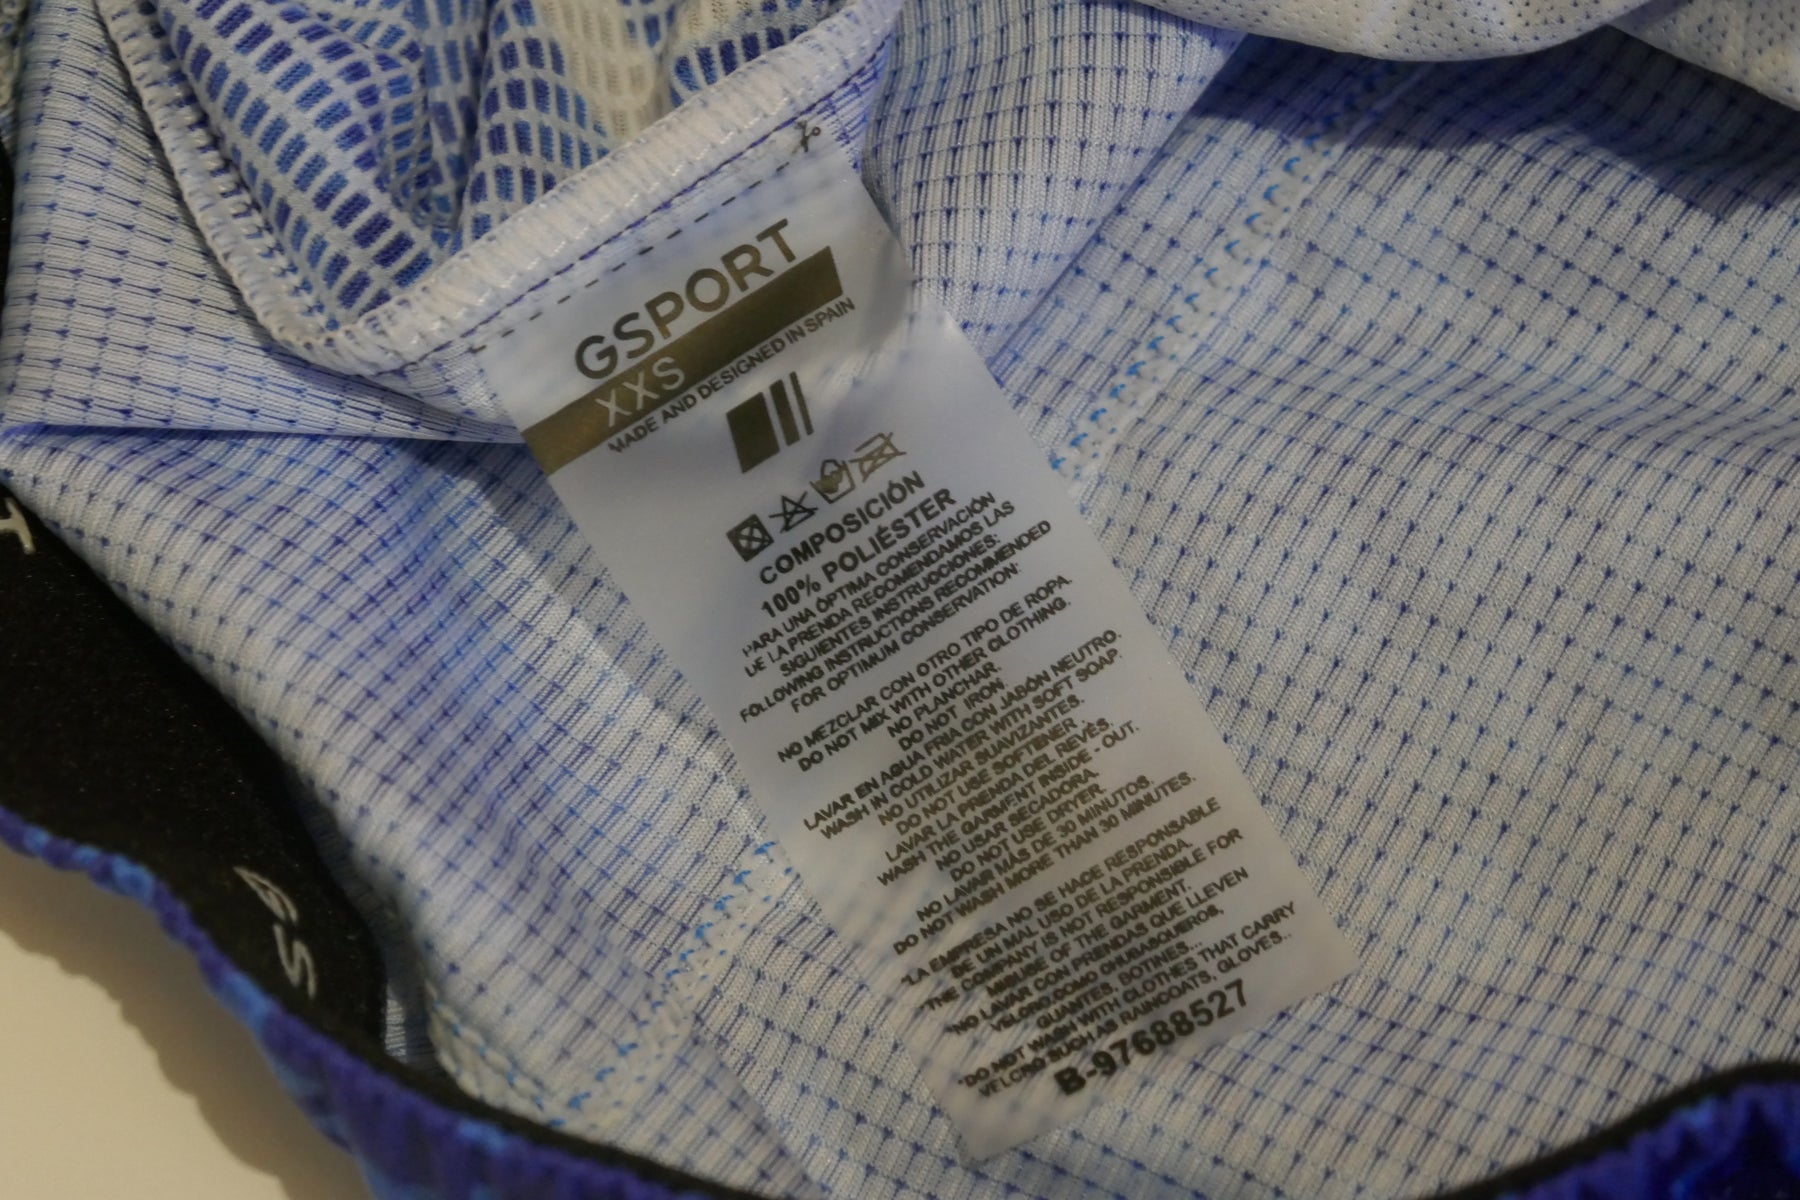 GSPORT
XXS
MADE AND DESIGNED IN SPAIN
COMPOSICIÓN
100% POLIÉSTER
PARA UNA ÓPTIMA CONSERVACIÓN
DE LA PRENDA RECOMENDAMOS LAS
SIGUIENTES INSTRUCCIONES:
FOLLOWING INSTRUCTIONS RECOMMENDED
FOR OPTIMUM CONSERVATION:
NO MEZCLAR CON OTRO TIPO DE ROPA.
DO NOT MIX WITH OTHER CLOTHING.
NO PLANCHAR.
DO NOT IRON
LAVAR EN AGUA FRIA CON JABÓN NEUTRO.
WASH IN COLD WATER WITH SOFT SOAP.
NO UTILIZAR SUAVIZANTES.
DO NOT USE SOFTENER.
LAVAR LA PRENDA DEL REVÉS.
WASH THE GARMENT INSIDE - OUT.
NO USAR SECADORA.
DO NOT USE DRYER.
NO LAVAR MÁS DE 30 MINUTOS.
DO NOT WASH MORE THAN 30 MINUTES.
*LA EMPRESA NO SE HACE RESPONSABLE
DE UN MAL USO DE LA PRENDA.
*THE COMPANY IS NOT RESPONSIBLE FOR
MISUSE OF THE GARMENT.
*NO LAVAR CON PRENDAS QUE LLEVEN
VELCRO,COMO CHUBASQUEROS,
GUANTES, BOTINES...
*DO NOT WASH WITH CLOTHES THAT CARRY
VELCRO SUCH AS RAINCOATS, GLOVES..
B-97688527